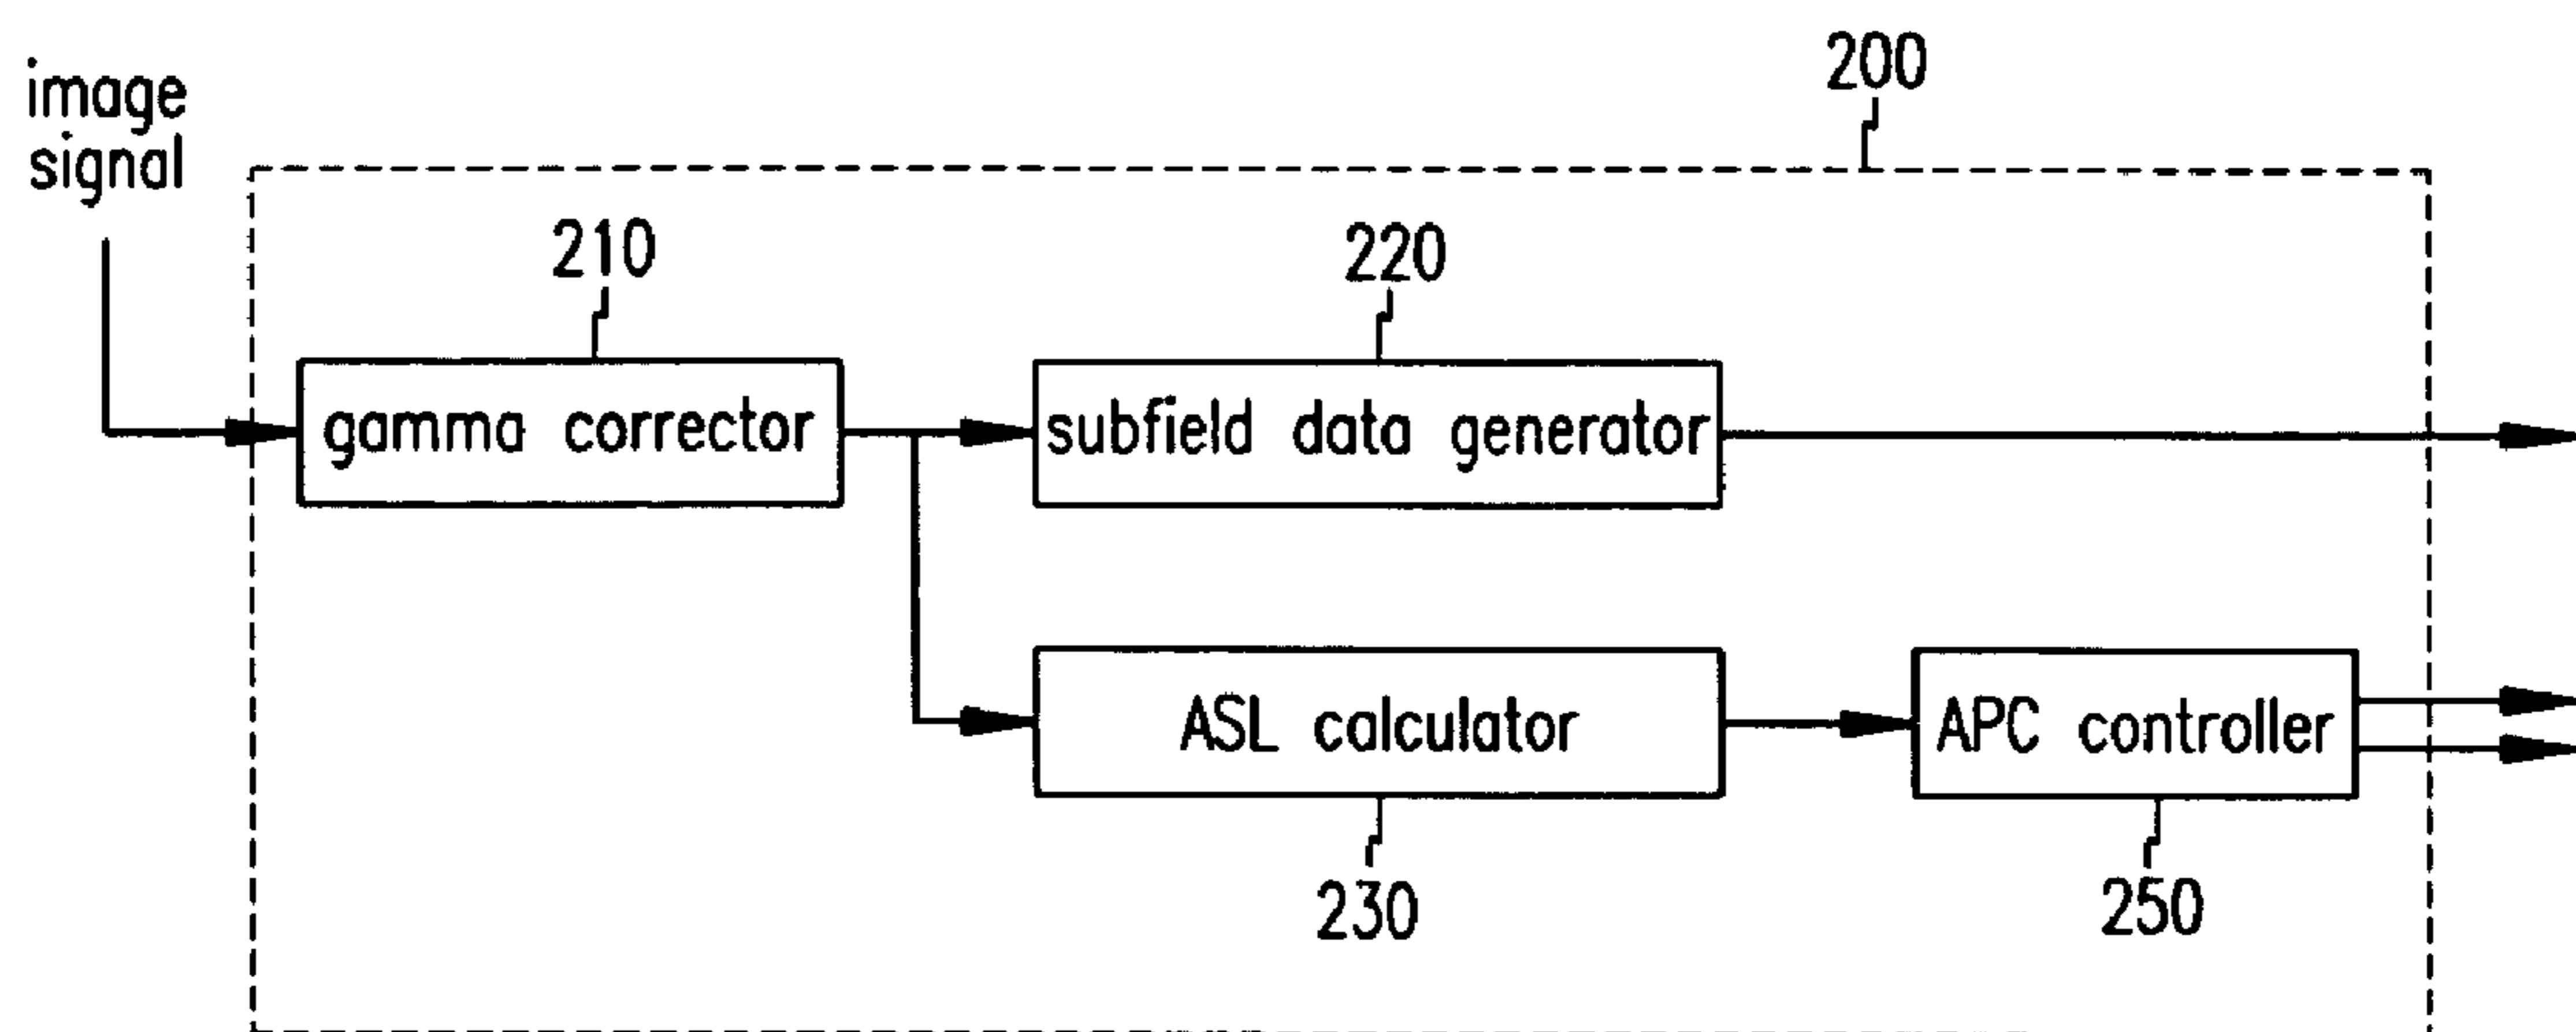 200
image
signal
210
220
gamma corrector
subfield data generator
ASL calculator
APC controller
230
250